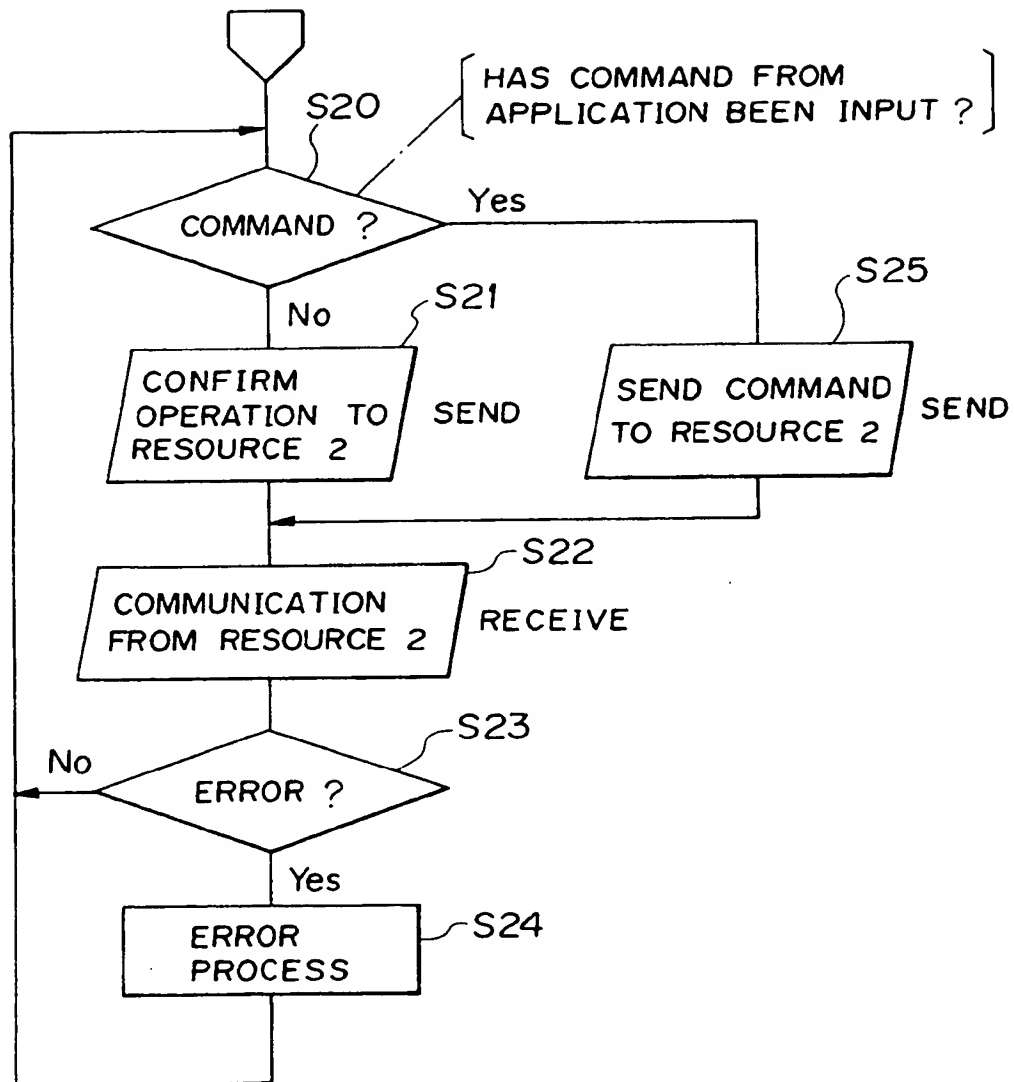 HAS COMMAND FROM
APPLICATION BEEN INPUT ?
S20
COMMAND ?
Yes
No
S21
CONFIRM
OPERATION TO
RESOURCE 2
SEND
S25
SEND COMMAND
TO RESOURCE 2
SEND
S22
COMMUNICATION
FROM RESOURCE 2
RECEIVE
S23
ERROR ?
No
Yes
S24
ERROR
PROCESS